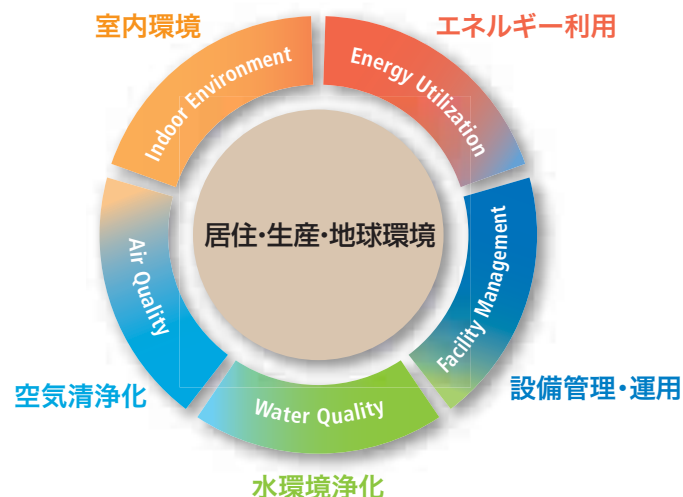 室内環境
エネルギー利用
Indoor Environment
Energy Utilization
居住・生産・地球環境
Air Quality
Facility Management
空気清浄化
設備管理・運用
Water Quality
水環境浄化